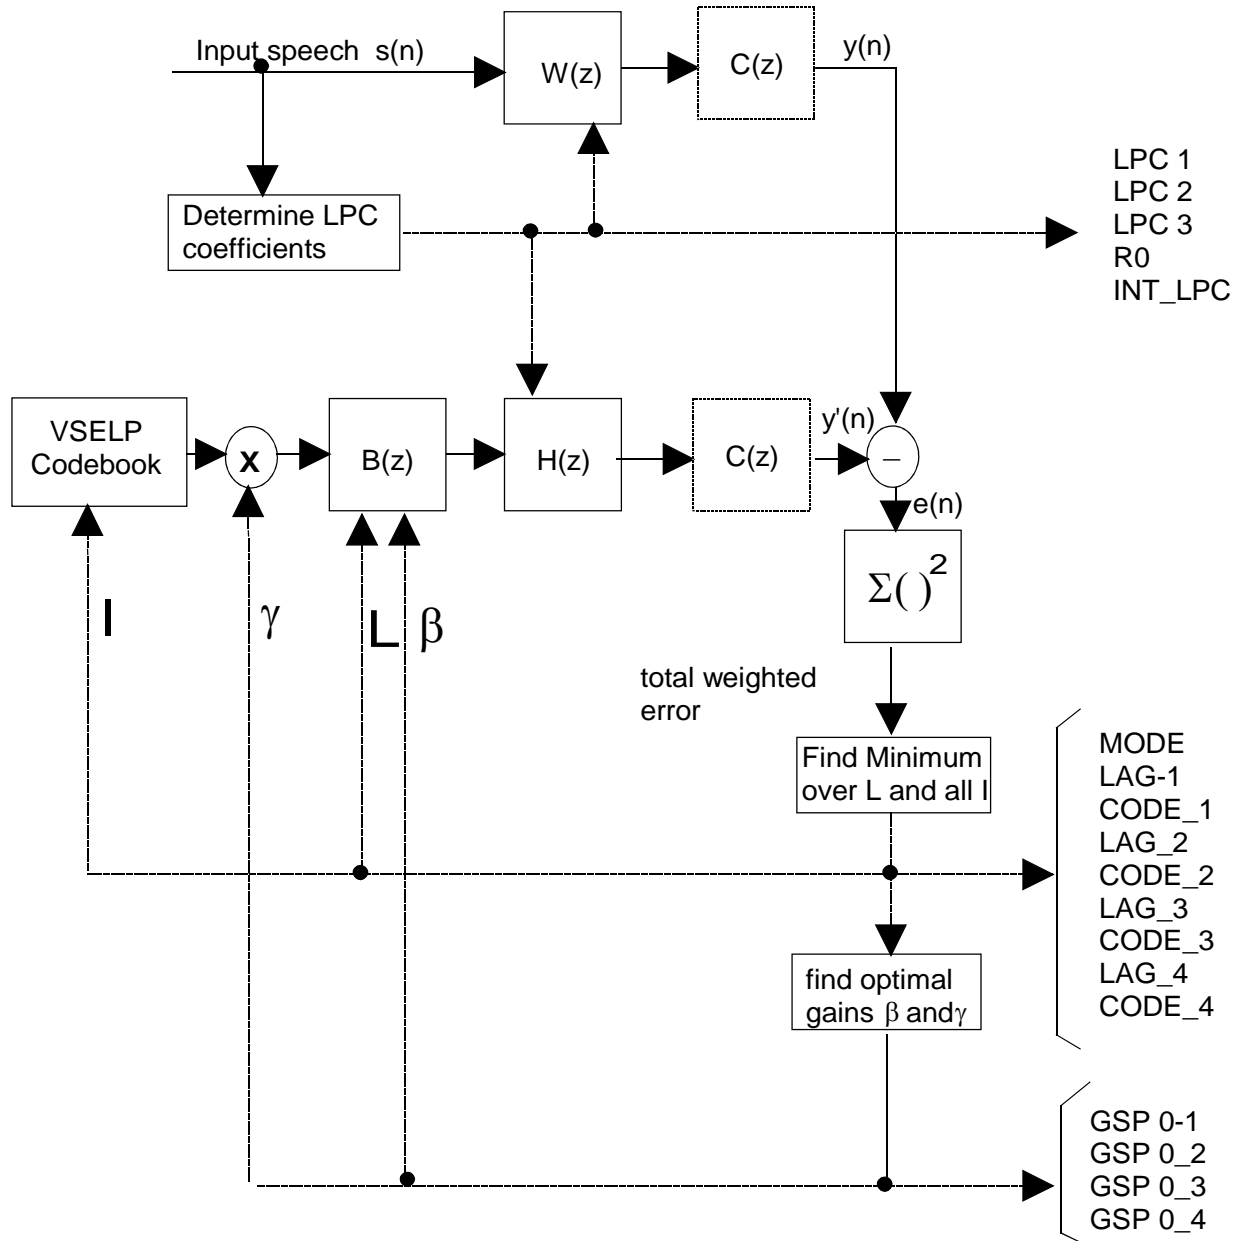 Input speech s(n)
W(z)
C(z)
y(n)
Determine LPC
coefficients
LPC 1
LPC 2
LPC 3
R0
INT_LPC
VSELP
Codebook
x
B(z)
H(z)
C(z)
y'(n)
–
e(n)
Σ( )²
I
γ
L
β
total weighted
error
Find Minimum
over L and all I
MODE
LAG-1
CODE_1
LAG_2
CODE_2
LAG_3
CODE_3
LAG_4
CODE_4
find optimal
gains β andγ
GSP 0-1
GSP 0_2
GSP 0_3
GSP 0_4